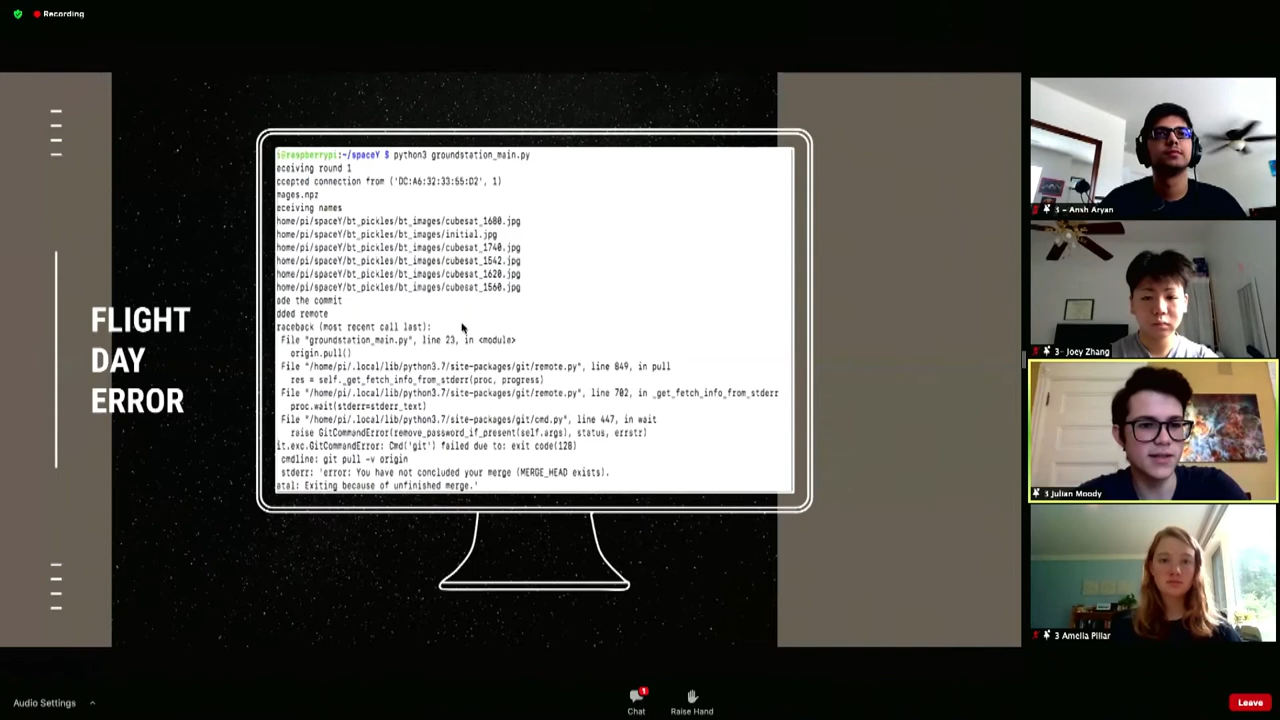 Recording
FLIGHT
DAY
ERROR
i@raspberrypi:~/spaceY $ python3 groundstation_main.py
eceiving round 1
ccepted connection from ('DC:A6:32:33:55:D2', 1)
mages.npz
eceiving names
home/pi/spaceY/bt_pickles/bt_images/cubesat_1680.jpg
home/pi/spaceY/bt_pickles/bt_images/initial.jpg
home/pi/spaceY/bt_pickles/bt_images/cubesat_1740.jpg
home/pi/spaceY/bt_pickles/bt_images/cubesat_1542.jpg
home/pi/spaceY/bt_pickles/bt_images/cubesat_1620.jpg
home/pi/spaceY/bt_pickles/bt_images/cubesat_1560.jpg
ade the commit
dded remote
raceback (most recent call last):
File "groundstation_main.py", line 23, in <module>
origin.pull()
File "/home/pi/.local/lib/python3.7/site-packages/git/remote.py", line 849, in pull
res = self._get_fetch_info_from_stderr(proc, progress)
File "/home/pi/.local/lib/python3.7/site-packages/git/remote.py", line 702, in _get_fetch_info_from_stderr
proc.wait(stderr=stderr_text)
File "/home/pi/.local/lib/python3.7/site-packages/git/cmd.py", line 447, in wait
raise GitCommandError(remove_password_if_present(self.args), status, errstr)
it.exc.GitCommandError: Cmd('git') failed due to: exit code(128)
cmdline: git pull -v origin
stderr: 'error: You have not concluded your merge (MERGE_HEAD exists).
atal: Exiting because of unfinished merge.'
3 - Ansh Aryan
3- Joey Zhang
3 Julian Moody
3 Amelia Pillar
Audio Settings
1
Chat
Raise Hand
Leave